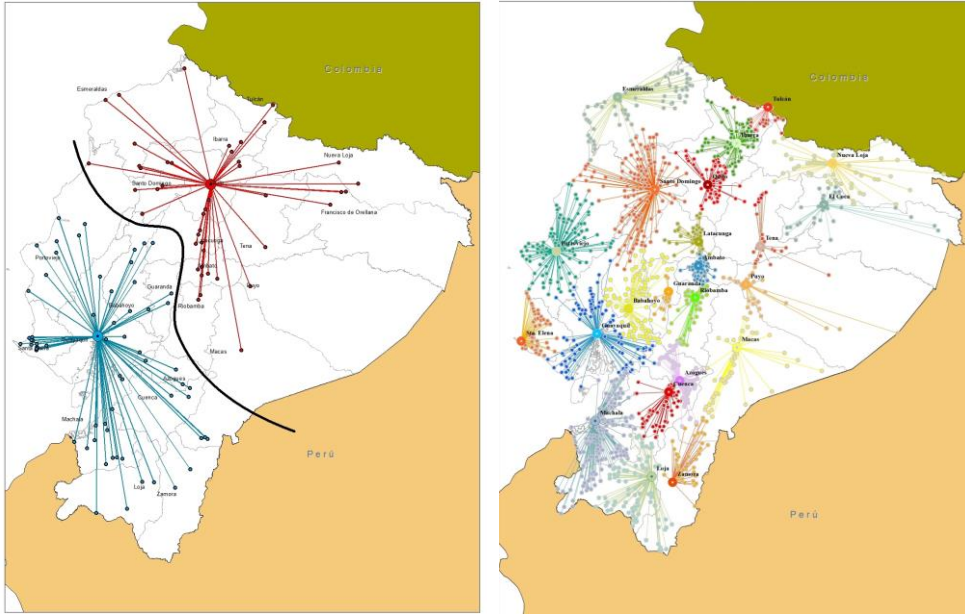 Colombia
Esmeraldas
Tulcán
Ibarra
Nueva Loja
Santo Domingo
Francisco de Orellana
Tena
Portoviejo
Guaranda
Babahoyo
Riobamba
Macas
Azogues
Cuenca
Machala
Loja
Zamora
Perú
Colombia
Esmeraldas
Tulcán
Ibarra
Nueva Loja
Santo Domingo
El Coca
Latacunga
Tena
Portoviejo
Ambato
Puyo
Guaranda
Riobamba
Babahoyo
Sta. Elena
Guayaquil
Macas
Azogues
Cuenca
Machala
Loja
Zamora
Perú